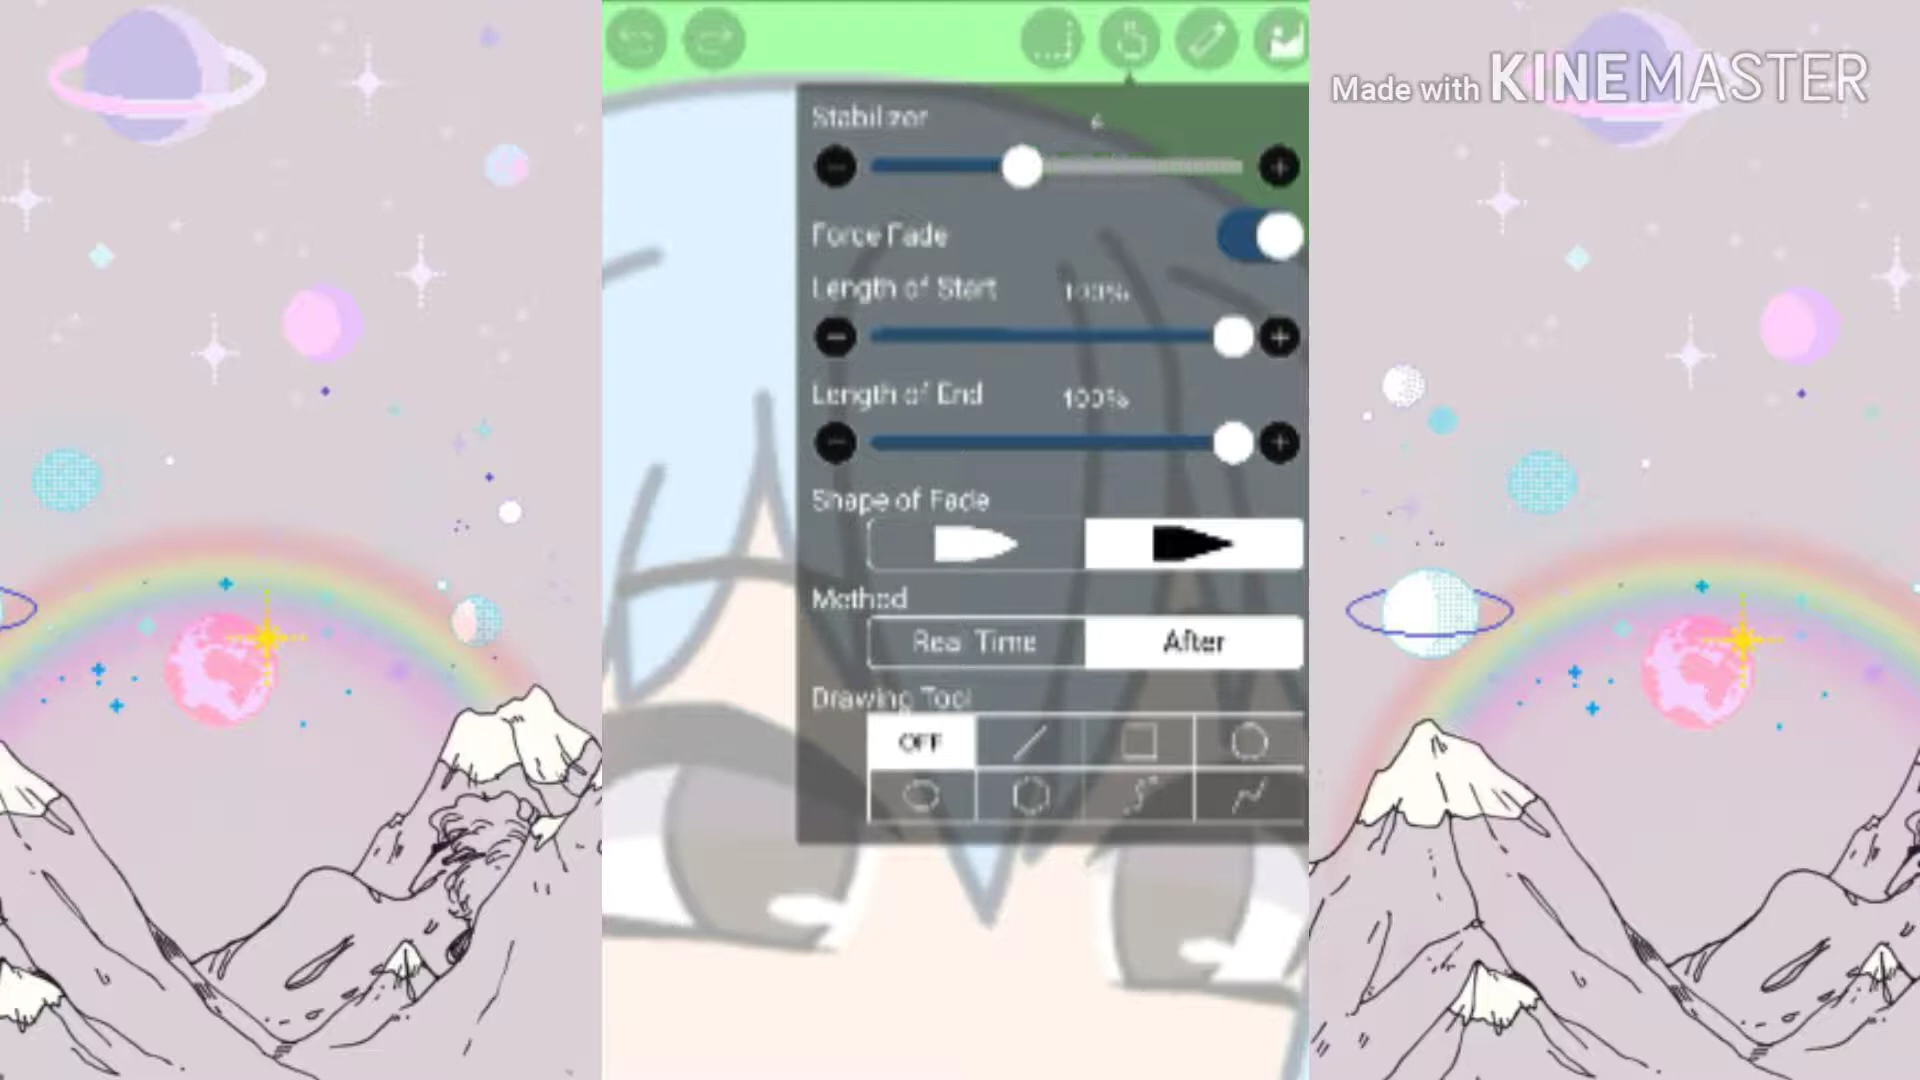 Made with KINEMASTER
Stabilizer
Force Fade
Length of Start 100%
Length of End 100%
Shape of Fade
Method
Real Time After
Drawing Tool
OFF